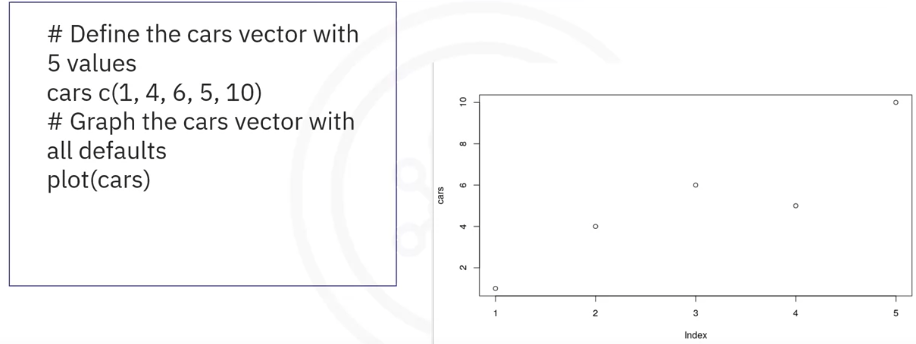 # Define the cars vector with
5 values
cars c(1, 4, 6, 5, 10)
# Graph the cars vector with
all defaults
plot(cars)
10
8
6
4
2
cars
1 2 3 4 5
Index